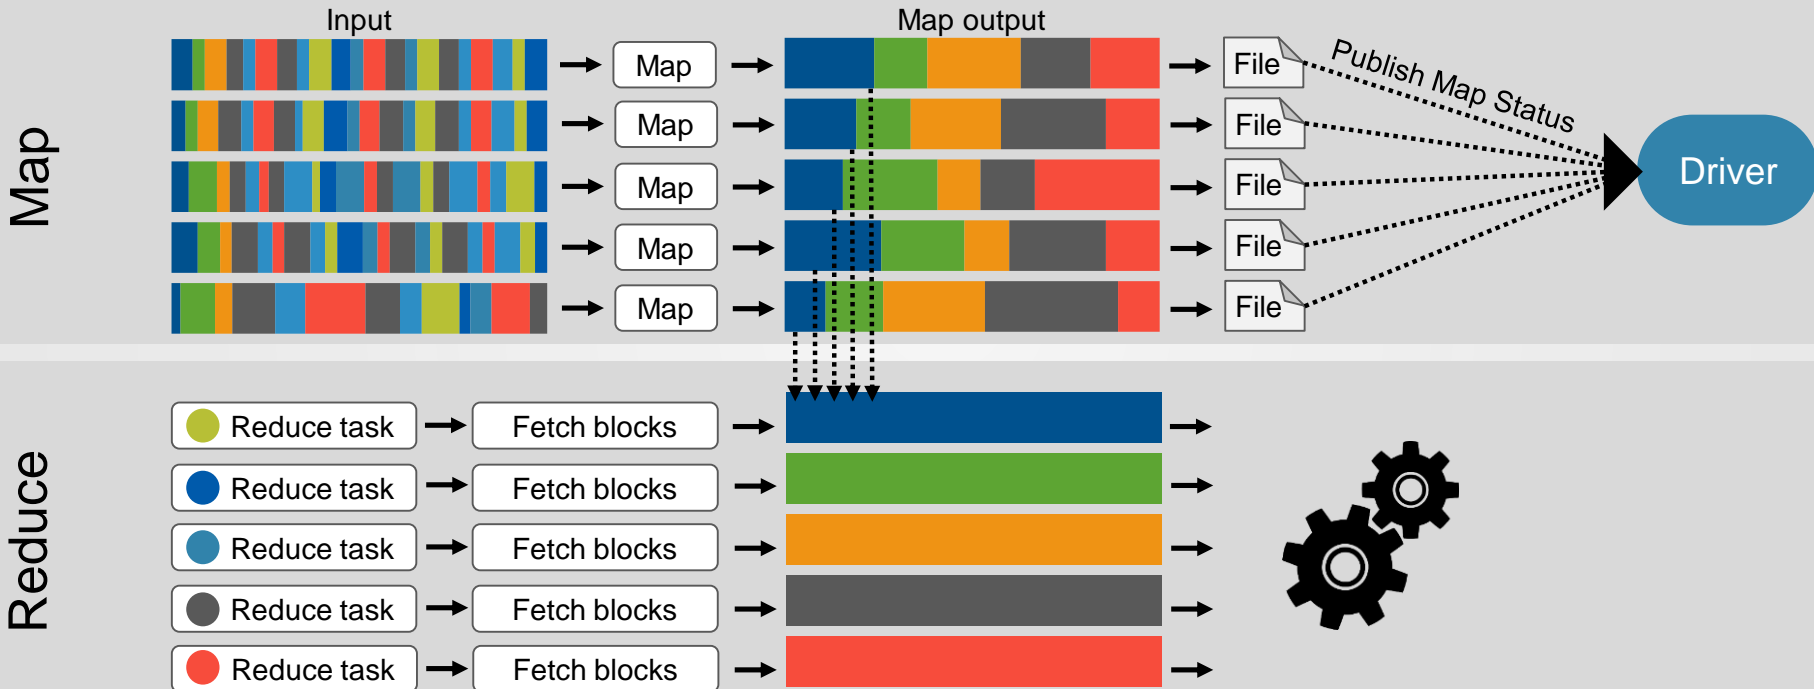 Input
Map output
Map
Map
File
Publish Map Status
Map
File
Map
File
Driver
Map
File
Map
File
Reduce
Reduce task
Fetch blocks
Reduce task
Fetch blocks
Reduce task
Fetch blocks
Reduce task
Fetch blocks
Reduce task
Fetch blocks